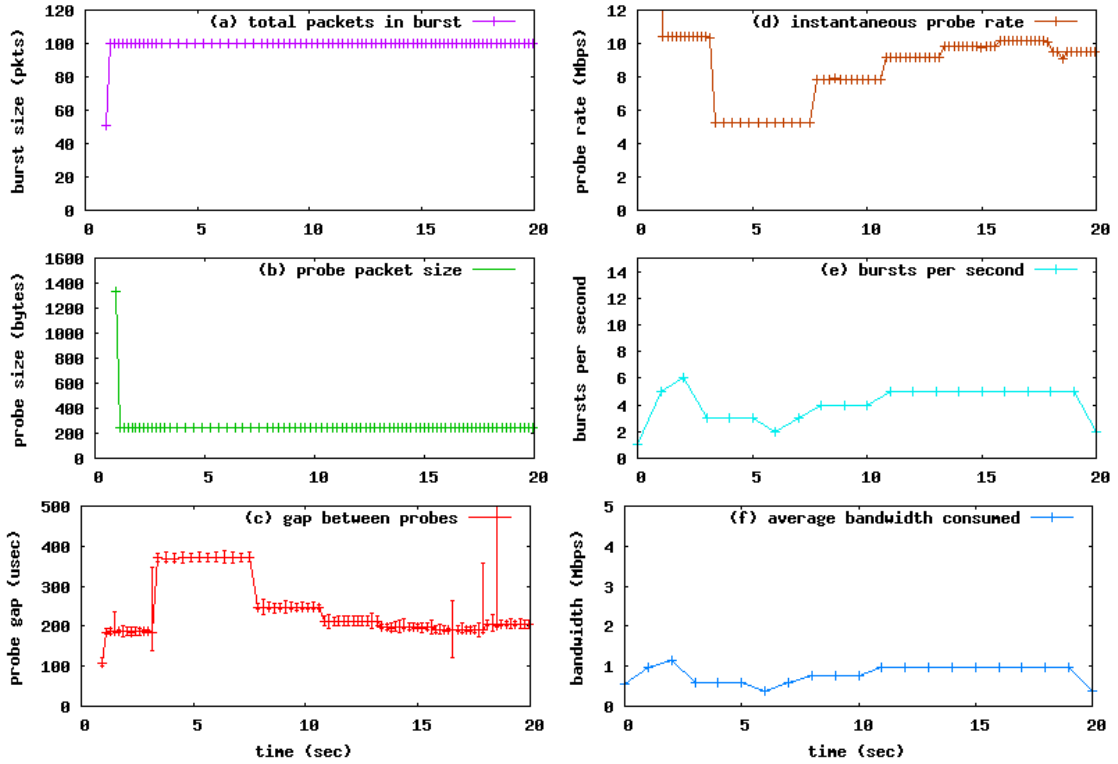 (a) total packets in burst
burst size (pkts)
120
100
80
60
40
20
0
0 5 10 15 20
(d) instantaneous probe rate
probe rate (Mbps)
12
10
8
6
4
2
0
0 5 10 15 20
(b) probe packet size
probe size (bytes)
1600
1400
1200
1000
800
600
400
200
0
0 5 10 15 20
(e) bursts per second
bursts per second
14
12
10
8
6
4
2
0
0 5 10 15 20
(c) gap between probes
probe gap (usec)
500
400
300
200
100
0
0 5 10 15 20
time (sec)
(f) average bandwidth consumed
bandwidth (Mbps)
5
4
3
2
1
0
0 5 10 15 20
time (sec)